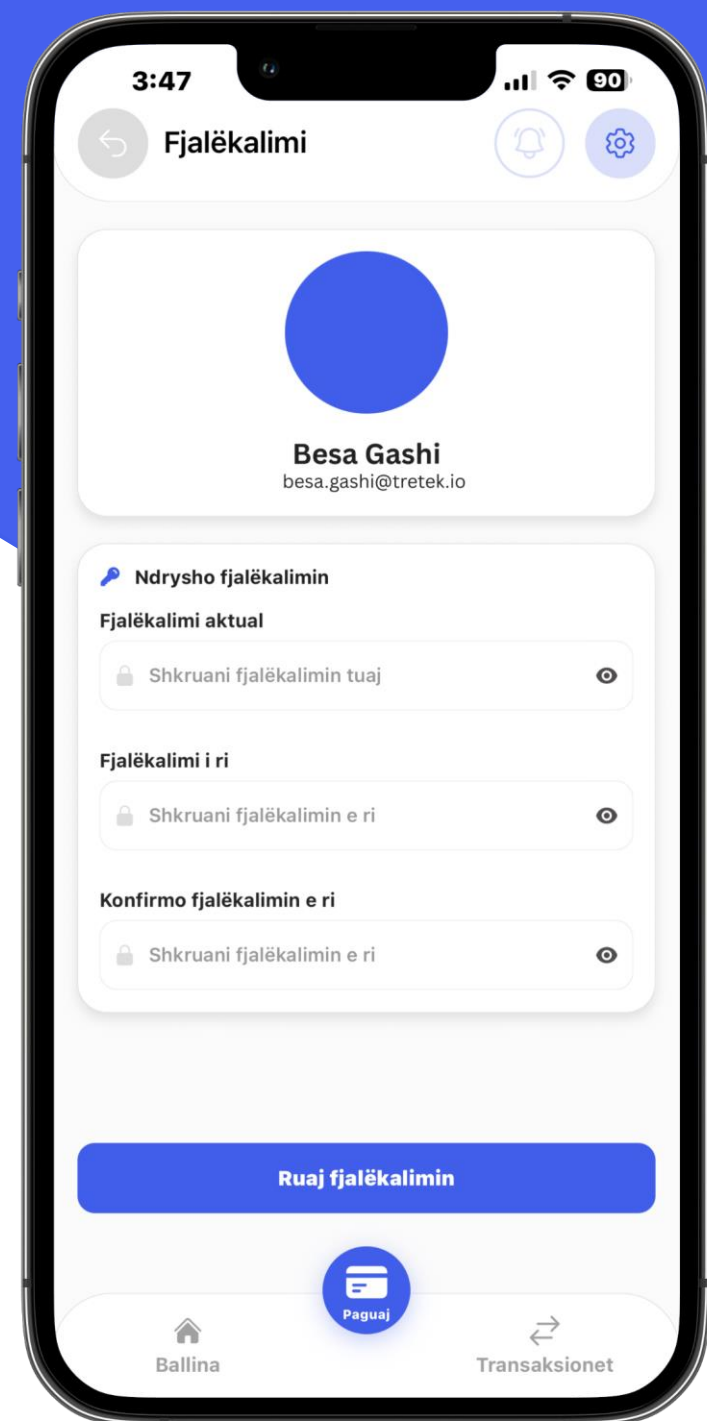 3:47
90
Fjalëkalimi
Besa Gashi
besa.gashi@tretek.io
Ndrysho fjalëkalimin
Fjalëkalimi aktual
Shkruani fjalëkalimin tuaj
Fjalëkalimi i ri
Shkruani fjalëkalimin e ri
Konfirmo fjalëkalimin e ri
Shkruani fjalëkalimin e ri
Ruaj fjalëkalimin
Paguaj
Ballina
Transaksionet